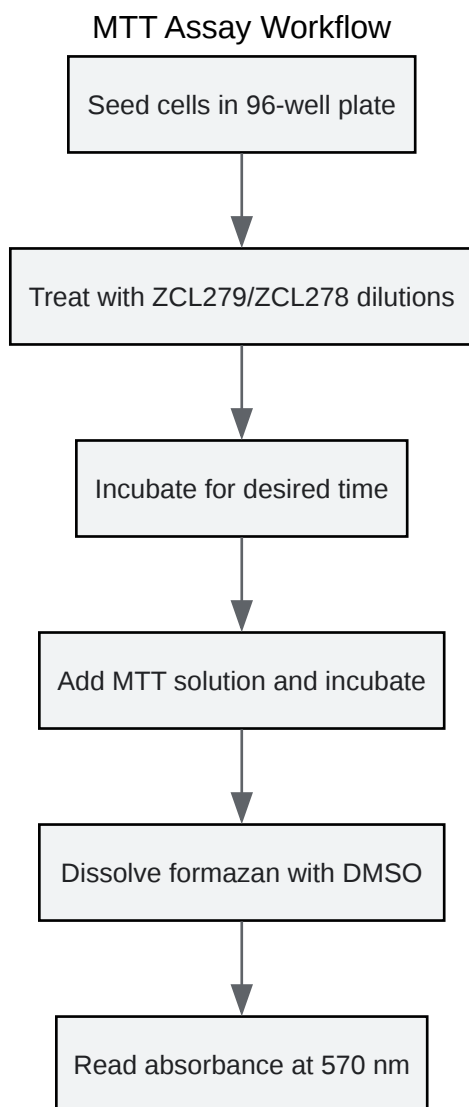 MTT Assay Workflow
Seed cells in 96-well plate
Treat with ZCL279/ZCL278 dilutions
Incubate for desired time
Add MTT solution and incubate
Dissolve formazan with DMSO
Read absorbance at 570 nm